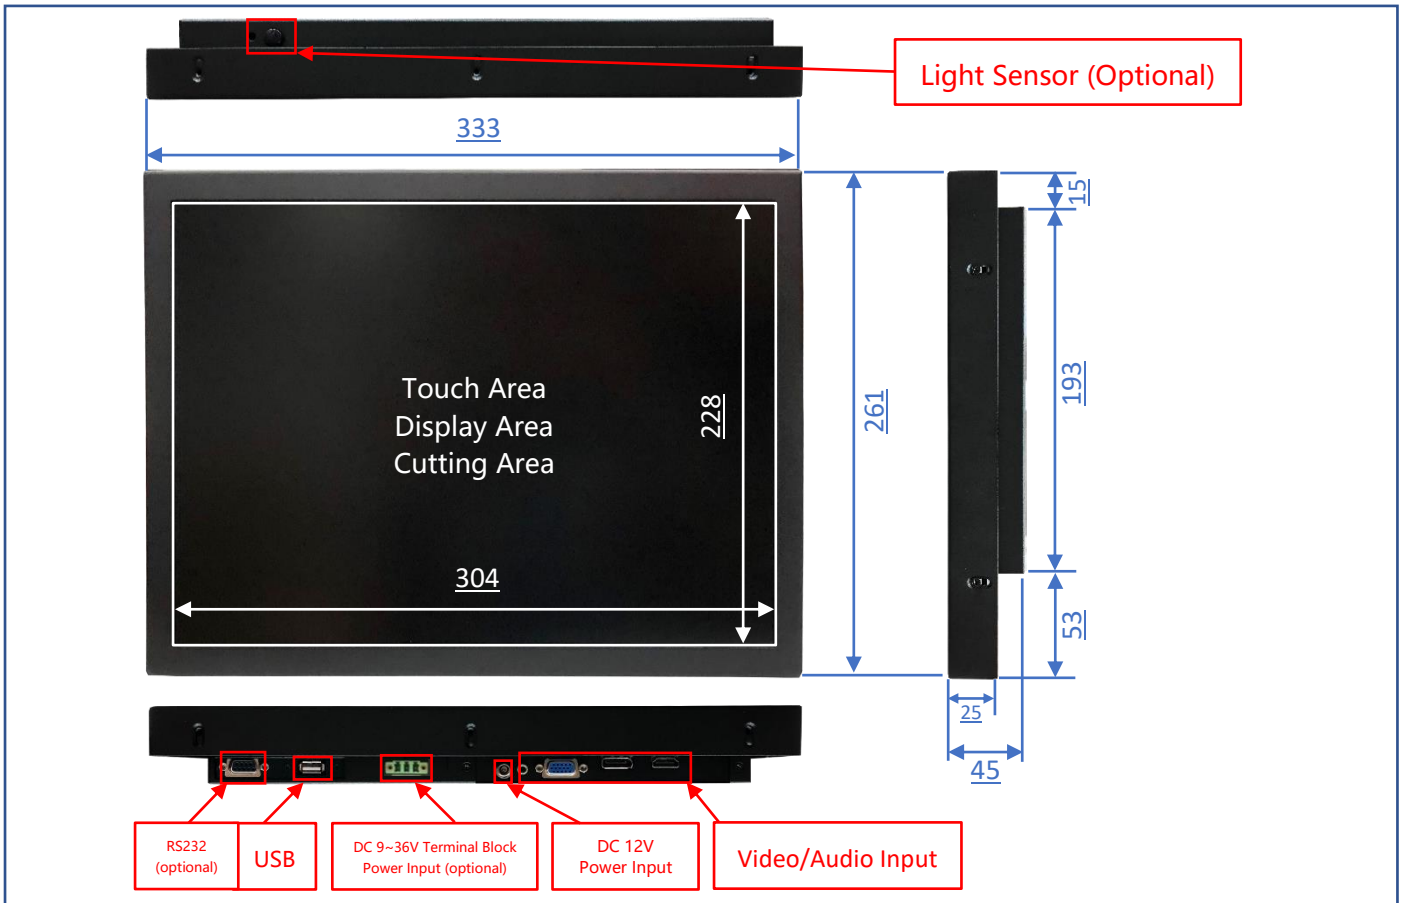 Light Sensor (Optional)
333
15
Touch Area
Display Area
Cutting Area
228
261
193
304
53
25
45
RS232
(optional)
USB
DC 9~36V Terminal Block
Power Input (optional)
DC 12V
Power Input
Video/Audio Input